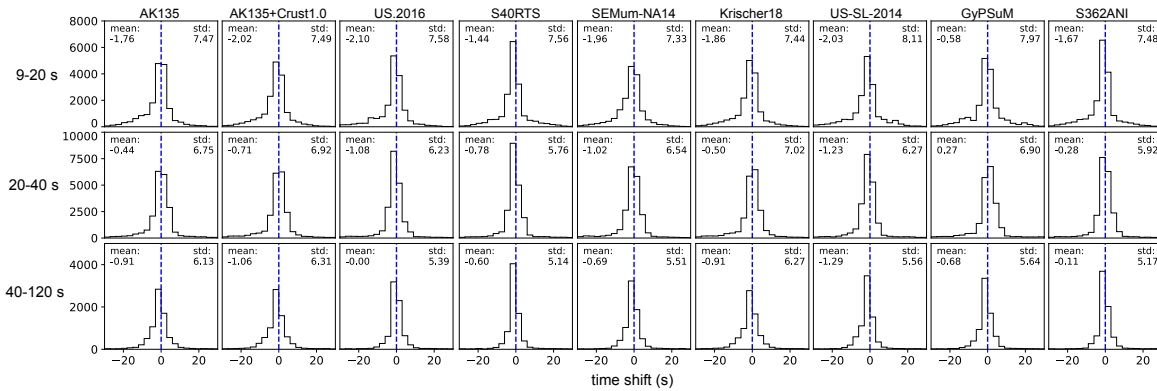 AK135 AK135+Crust1.0 US.2016 S40RTS SEMum-NA14 Krischer18 US-SL-2014 GyPSuM S362ANI
8000
6000
4000
2000
0
9-20 s
mean: -1.76 std: 7.47
mean: -2.02 std: 7.49
mean: -2.10 std: 7.58
mean: -1.44 std: 7.56
mean: -1.96 std: 7.33
mean: -1.86 std: 7.44
mean: -2.03 std: 8.11
mean: -0.58 std: 7.97
mean: -1.67 std: 7.48
10000
7500
5000
2500
0
20-40 s
mean: -0.44 std: 6.75
mean: -0.71 std: 6.92
mean: -1.08 std: 6.23
mean: -0.78 std: 5.76
mean: -1.02 std: 6.54
mean: -0.50 std: 7.02
mean: -1.23 std: 6.27
mean: 0.27 std: 6.90
mean: -0.28 std: 5.92
4000
2000
0
40-120 s
mean: -0.91 std: 6.13
mean: -1.06 std: 6.31
mean: -0.00 std: 5.39
mean: -0.60 std: 5.14
mean: -0.69 std: 5.51
mean: -0.91 std: 6.27
mean: -1.29 std: 5.56
mean: -0.68 std: 5.64
mean: -0.11 std: 5.17
−20 0 20 −20 0 20 −20 0 20 −20 0 20 −20 0 20 −20 0 20 −20 0 20 −20 0 20 −20 0 20
time shift (s)